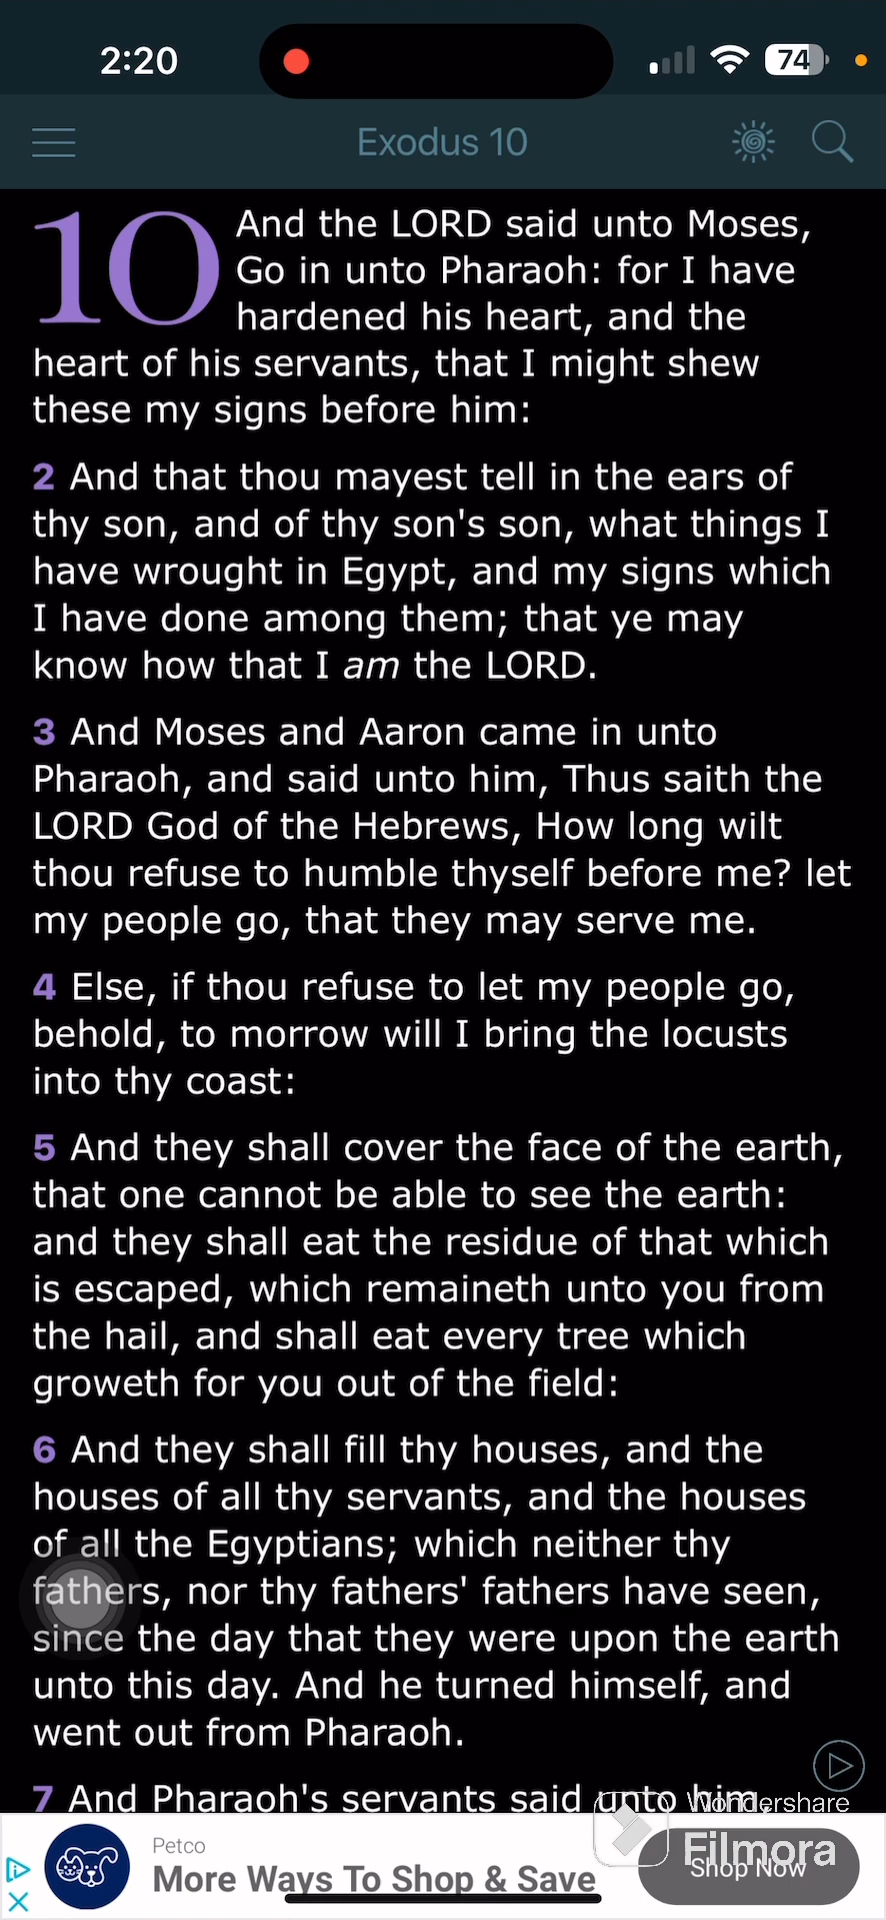 2:20
74
Exodus 10
10 And the LORD said unto Moses,
Go in unto Pharaoh: for I have
hardened his heart, and the
heart of his servants, that I might shew
these my signs before him:
2 And that thou mayest tell in the ears of
thy son, and of thy son's son, what things I
have wrought in Egypt, and my signs which
I have done among them; that ye may
know how that I am the LORD.
3 And Moses and Aaron came in unto
Pharaoh, and said unto him, Thus saith the
LORD God of the Hebrews, How long wilt
thou refuse to humble thyself before me? let
my people go, that they may serve me.
4 Else, if thou refuse to let my people go,
behold, to morrow will I bring the locusts
into thy coast:
5 And they shall cover the face of the earth,
that one cannot be able to see the earth:
and they shall eat the residue of that which
is escaped, which remaineth unto you from
the hail, and shall eat every tree which
groweth for you out of the field:
6 And they shall fill thy houses, and the
houses of all thy servants, and the houses
of all the Egyptians; which neither thy
fathers, nor thy fathers' fathers have seen,
since the day that they were upon the earth
unto this day. And he turned himself, and
went out from Pharaoh.
7 And Pharaoh's servants said unto him,
Wondershare
Filmora
Petco
More Ways To Shop & Save
Shop Now